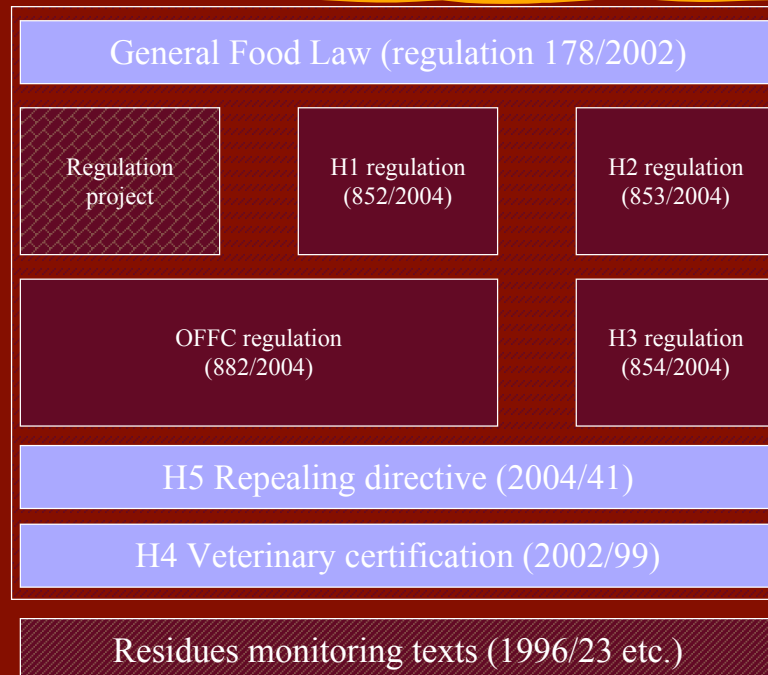 General Food Law (regulation 178/2002)
Regulation
project
H1 regulation
(852/2004)
H2 regulation
(853/2004)
OFFC regulation
(882/2004)
H3 regulation
(854/2004)
H5 Repealing directive (2004/41)
H4 Veterinary certification (2002/99)
Residues monitoring texts (1996/23 etc.)